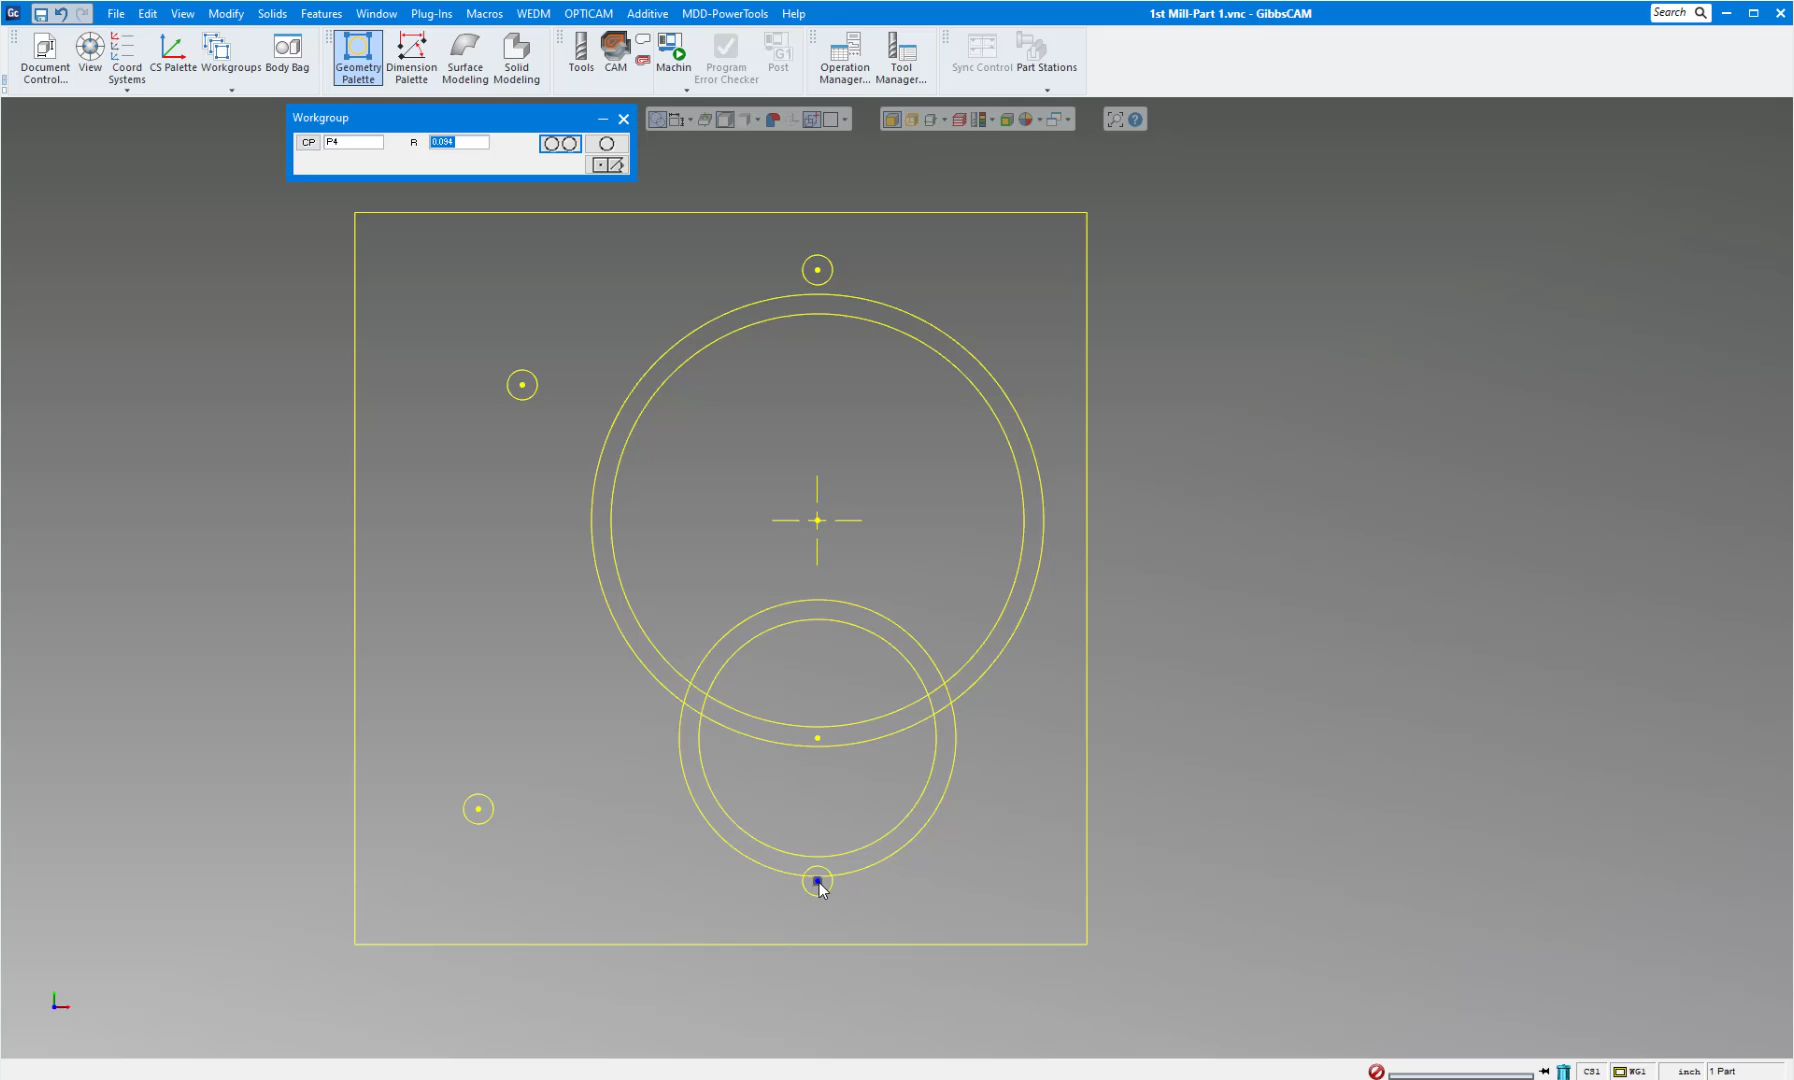 Gc File Edit View Modify Solids Features Window Plug-Ins Macros WEDM OPTICAM Additive MDD-PowerTools Help 1st Mill-Part 1.vnc - GibbsCAM Search
Document Control...
View
Coord Systems
CS Palette
Workgroups
Body Bag
Geometry Palette
Dimension Palette
Surface Modeling
Solid Modeling
Tools
CAM
Machin
Program Error Checker
G1
Post
Operation Manager...
Tool Manager...
Sync Control
Part Stations
Workgroup
CP P4 R 0.094
CS1 WG1 inch 1 Part